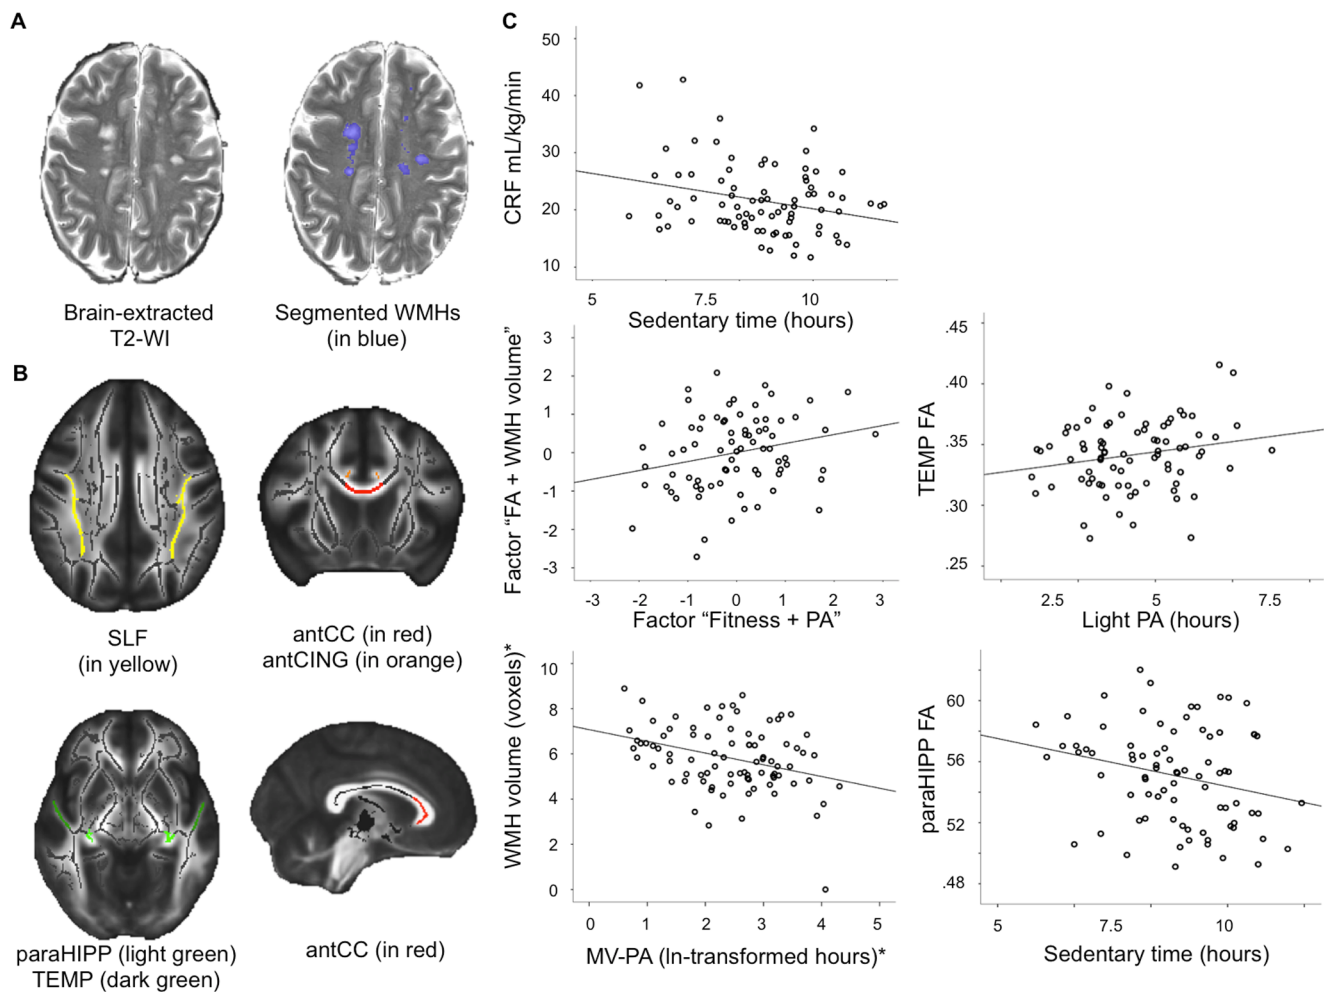 A
Brain-extracted
T2-WI
Segmented WMHs
(in blue)
B
SLF
(in yellow)
antCC (in red)
antCING (in orange)
paraHIPP (light green)
TEMP (dark green)
antCC (in red)
C
CRF mL/kg/min
50
40
30
20
10
5
7.5
10
Sedentary time (hours)
Factor “FA + WMH volume”
3
2
1
0
-1
-2
-3
-3
-2
-1
0
1
2
3
Factor “Fitness + PA”
TEMP FA
.45
.40
.35
.30
.25
2.5
5
7.5
Light PA (hours)
WMH volume (voxels)*
10
8
6
4
2
0
0
1
2
3
4
5
MV-PA (ln-transformed hours)*
paraHIPP FA
60
.56
.52
.48
5
7.5
10
Sedentary time (hours)